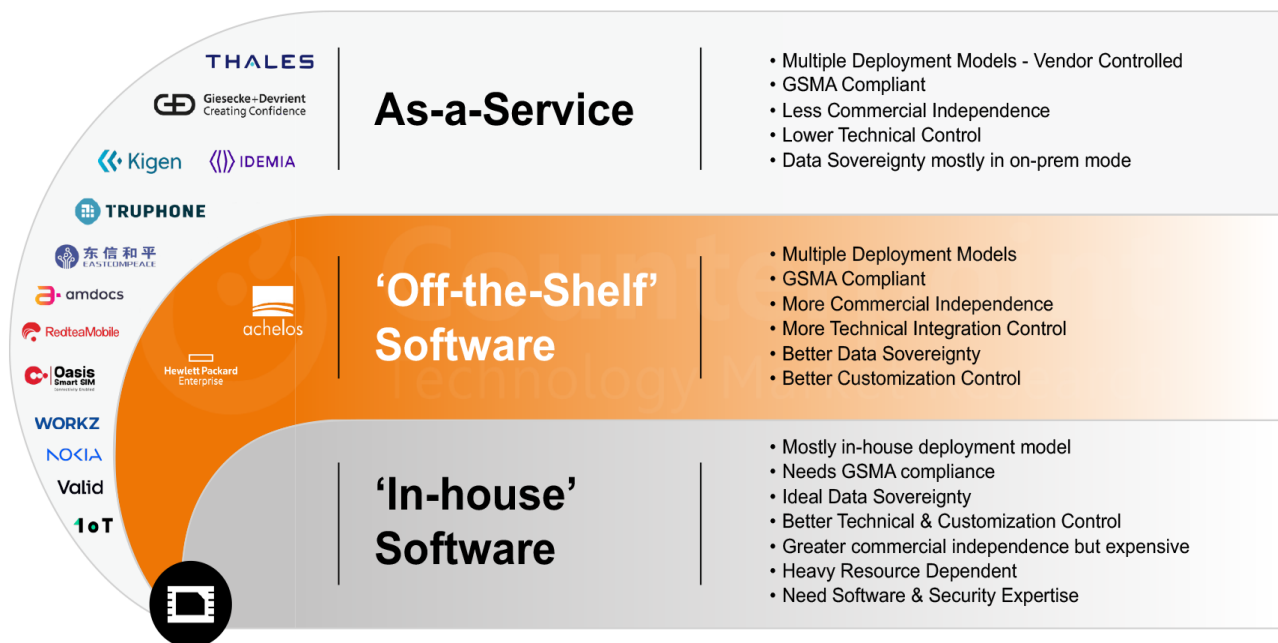 THALES
Giesecke+Devrient
Creating Confidence
Kigen
IDEMIA
TRUPHONE
东信和平
EASTCOMPEACE
amdocs
RedteaMobile
Oasis
Smart SIM
WORKZ
NOKIA
Valid
1oT
achelos
Hewlett Packard
Enterprise
As-a-Service
• Multiple Deployment Models - Vendor Controlled
• GSMA Compliant
• Less Commercial Independence
• Lower Technical Control
• Data Sovereignty mostly in on-prem mode
‘Off-the-Shelf’
Software
• Multiple Deployment Models
• GSMA Compliant
• More Commercial Independence
• More Technical Integration Control
• Better Data Sovereignty
• Better Customization Control
‘In-house’
Software
• Mostly in-house deployment model
• Needs GSMA compliance
• Ideal Data Sovereignty
• Better Technical & Customization Control
• Greater commercial independence but expensive
• Heavy Resource Dependent
• Need Software & Security Expertise